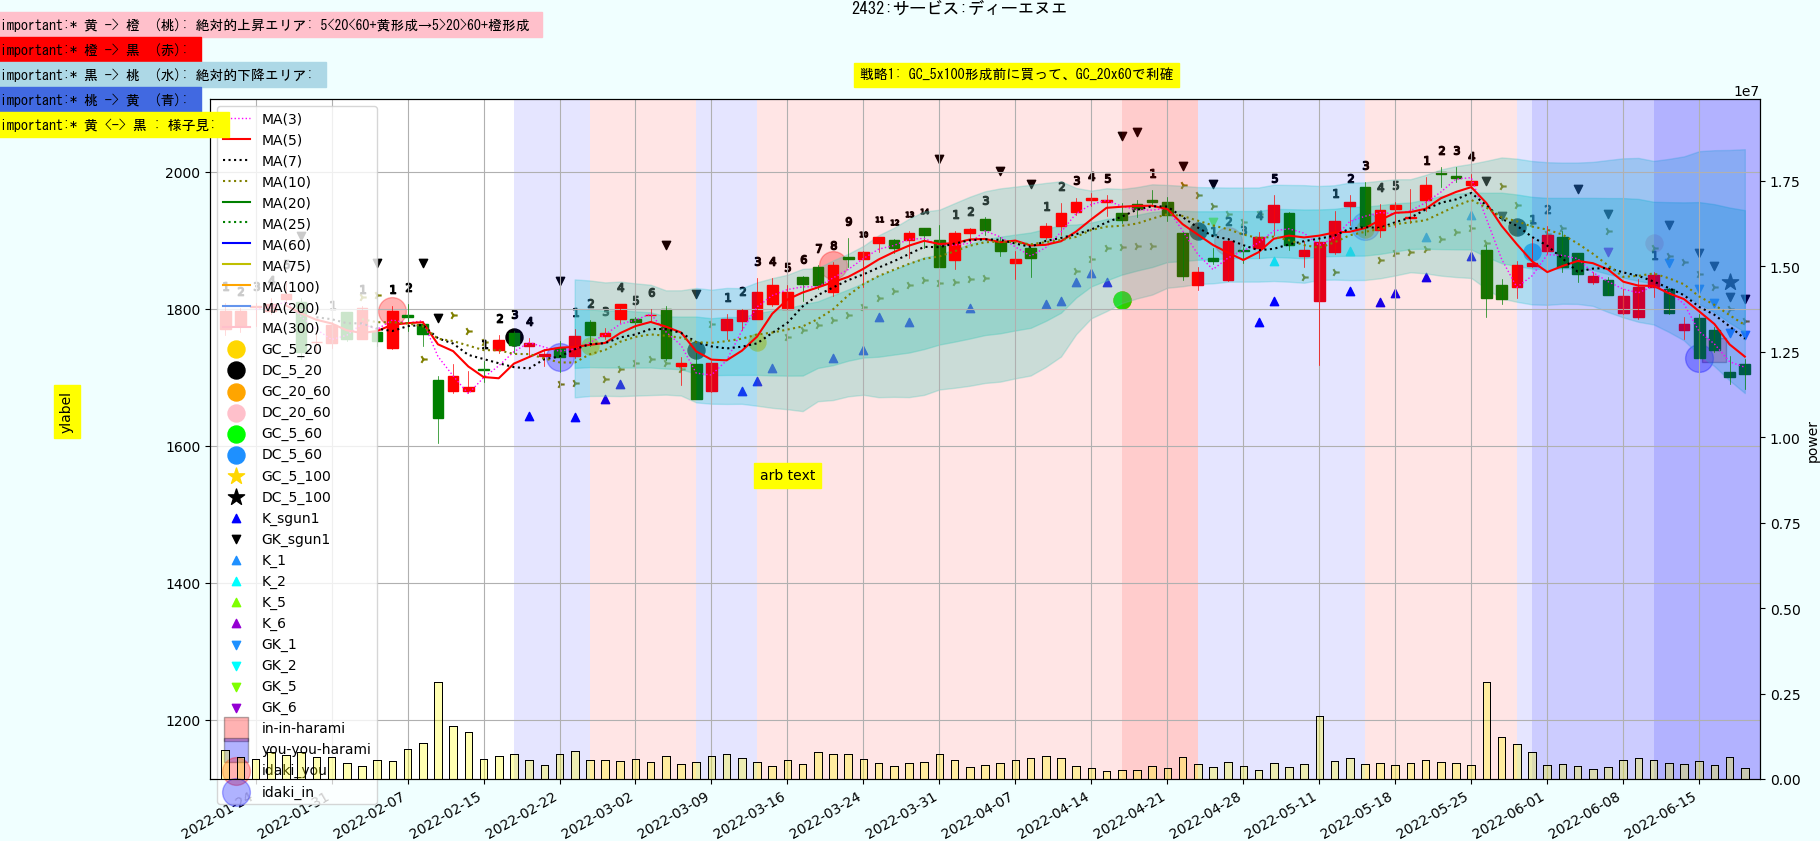 2432:サービス:ディーエヌエ
important:* 黄 -> 橙 (桃): 絶対的上昇エリア: 5<20<60+黄形成→5>20>60+橙形成
important:* 橙 -> 黒 (赤):
important:* 黒 -> 桃 (水): 絶対的下降エリア:
戦略1: GC_5x100形成前に買って、GC_20x60で利確
important:* 桃 -> 黄 (青):
important:* 黄 <-> 黒 : 様子見:
1e7
MA(3)
MA(5)
MA(7)
MA(10)
MA(20)
MA(25)
MA(60)
MA(75)
MA(100)
MA(200)
MA(300)
GC_5_20
DC_5_20
GC_20_60
DC_20_60
GC_5_60
DC_5_60
GC_5_100
DC_5_100
K_sgun1
GK_sgun1
K_1
K_2
K_5
K_6
GK_1
GK_2
GK_5
GK_6
in-in-harami
you-you-harami
idaki_you
idaki_in
2000
1800
1600
1400
1200
ylabel
arb text
power
1.75
1.50
1.25
1.00
0.75
0.50
0.25
0.00
2022-01-24
2022-01-31
2022-02-07
2022-02-15
2022-02-22
2022-03-02
2022-03-09
2022-03-16
2022-03-24
2022-03-31
2022-04-07
2022-04-14
2022-04-21
2022-04-28
2022-05-11
2022-05-18
2022-05-25
2022-06-01
2022-06-08
2022-06-15